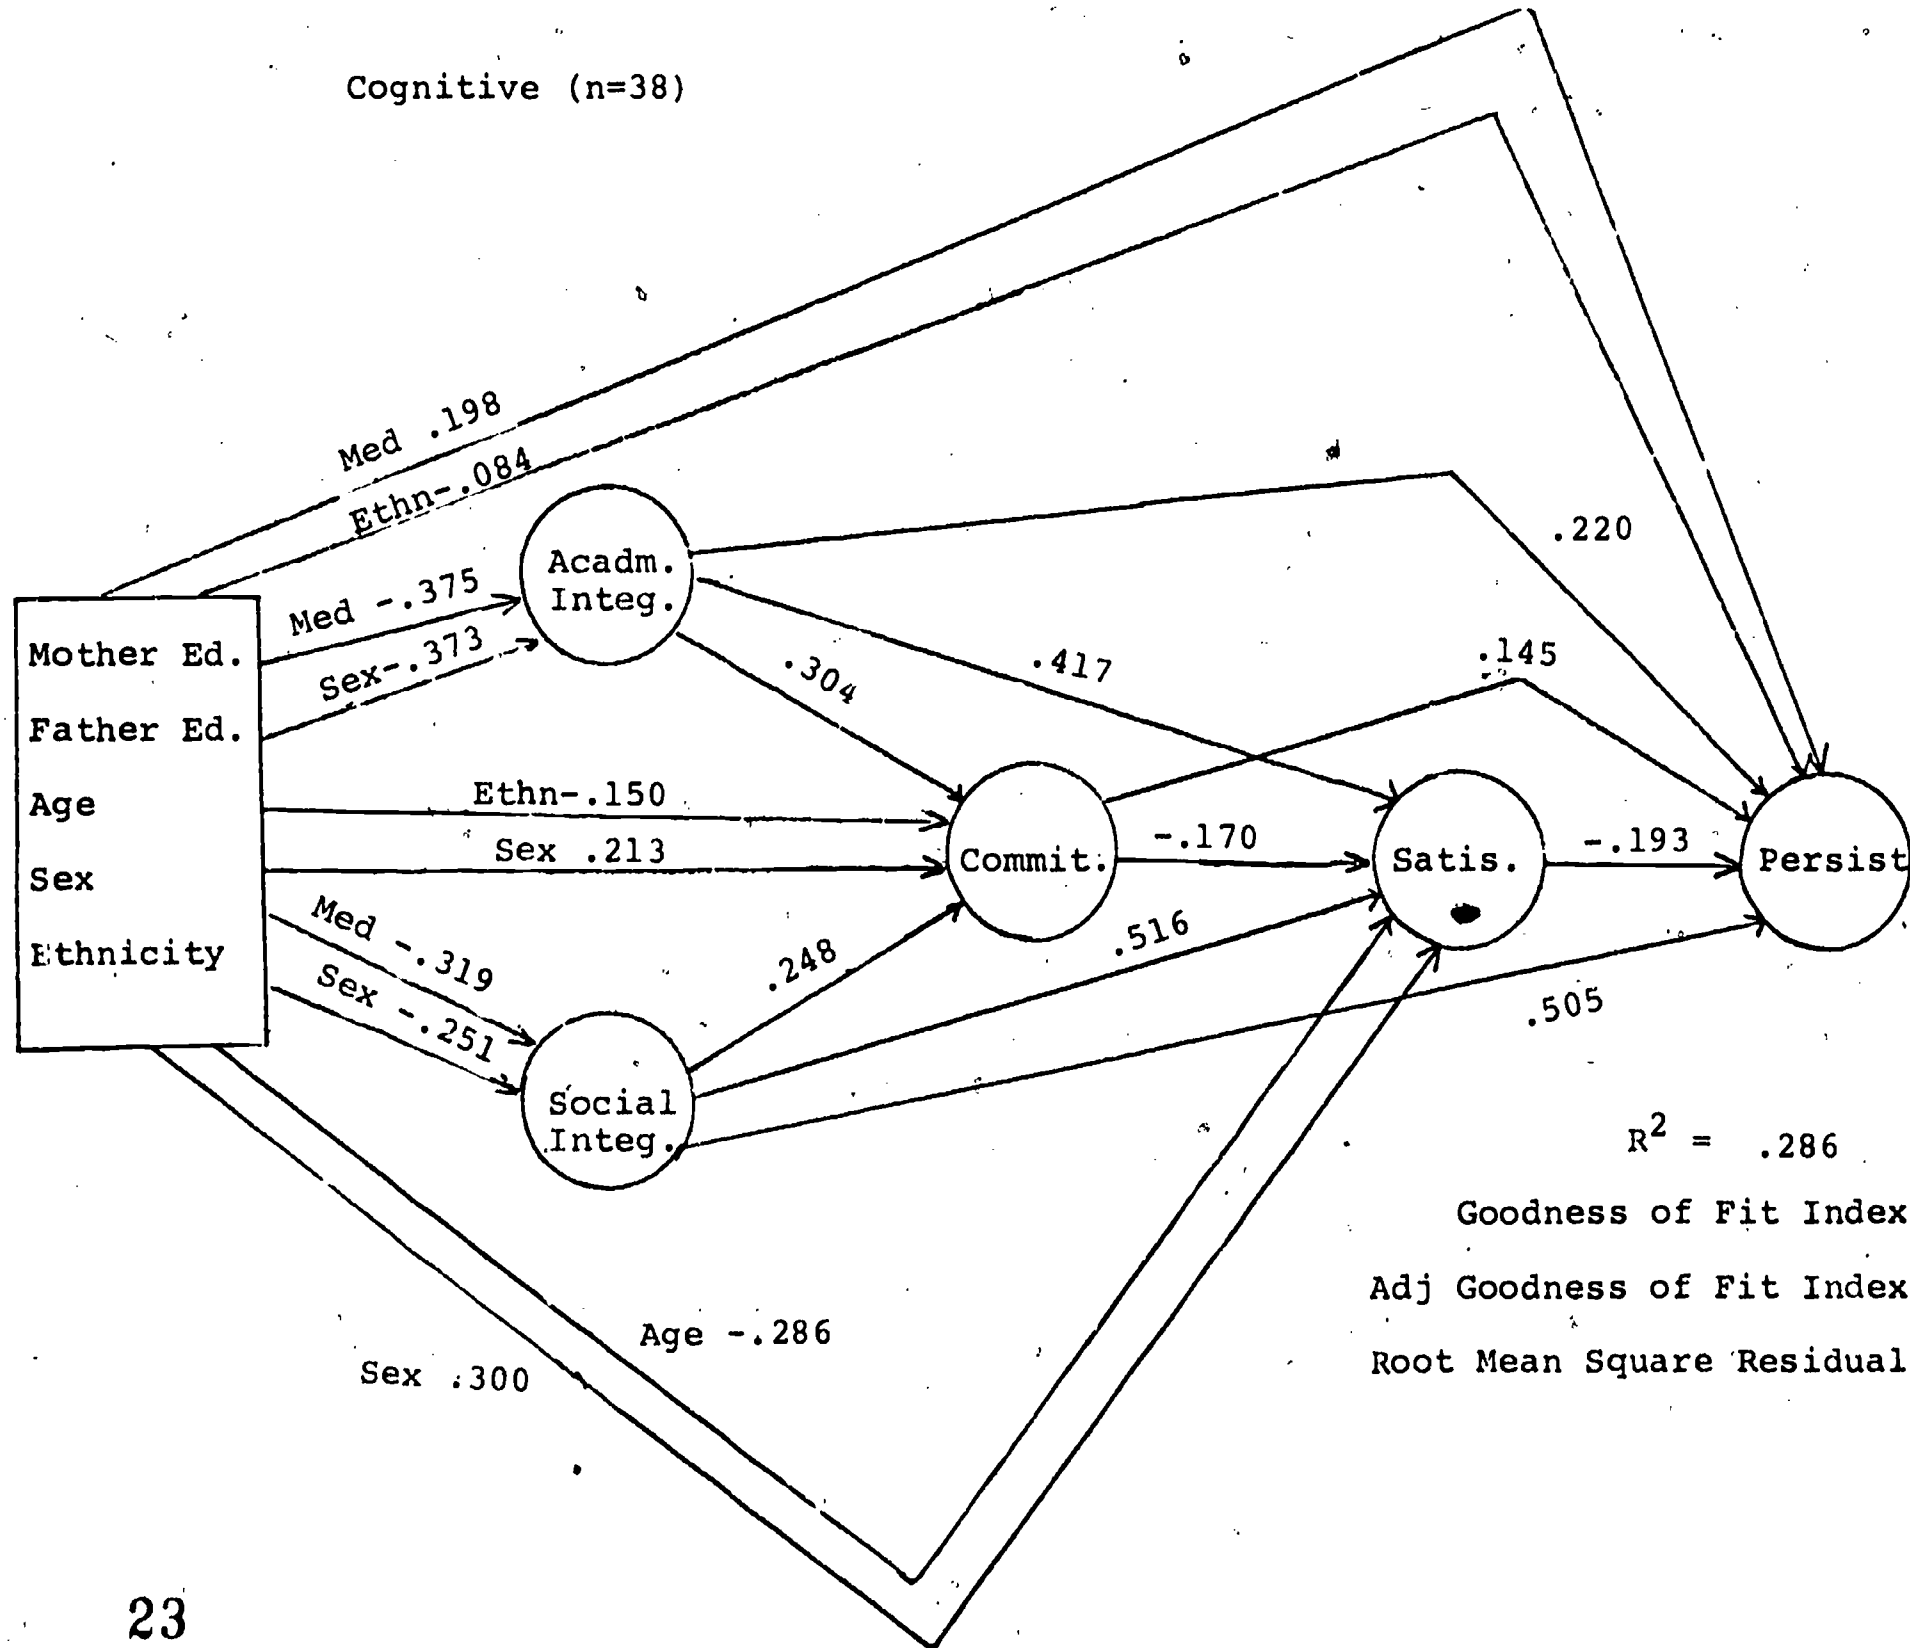 Cognitive (n=38)
Med .198
Ethn-.084
Acadm.
Integ.
.220
Med -.375
Sex-.373
Mother Ed.
Father Ed.
Age
Sex
Ethnicity
.304
.417
.145
Ethn-.150
Sex .213
Commit.
-.170
Satis.
-.193
Persist
Med -.319
Sex -.251
.248
.516
.505
Social
Integ.
R² = .286
Goodness of Fit Index
Adj Goodness of Fit Index
Root Mean Square Residual
Age -.286
Sex .300
23